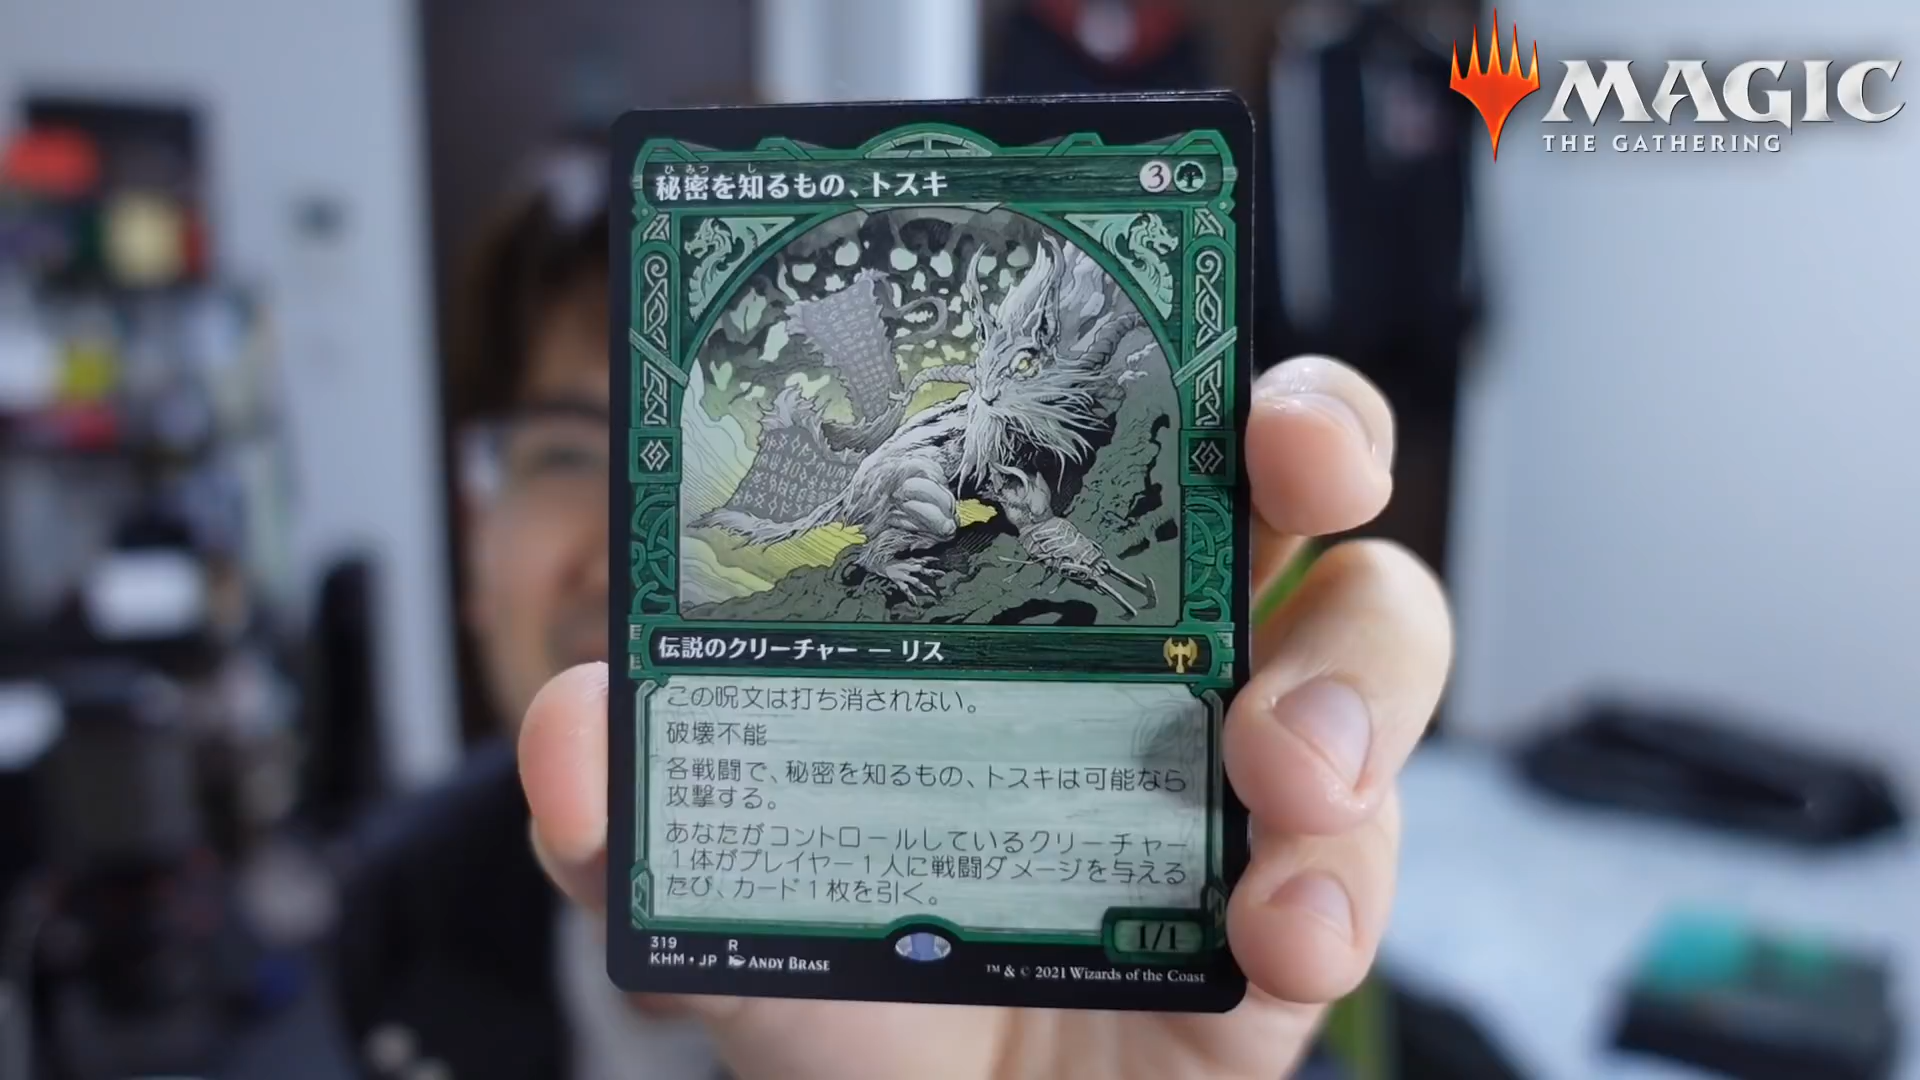 MAGIC
THE GATHERING
ひみつ し
秘密を知るもの、トスキ
3
伝説のクリーチャー — リス
この呪文は打ち消されない。
破壊不能
各戦闘で、秘密を知るもの、トスキは可能なら
攻撃する。
あなたがコントロールしているクリーチャー
1体がプレイヤー1人に戦闘ダメージを与える
たび、カード1枚を引く。
1/1
319 R
KHM • JP ANDY BRASE
™ & © 2021 Wizards of the Coast